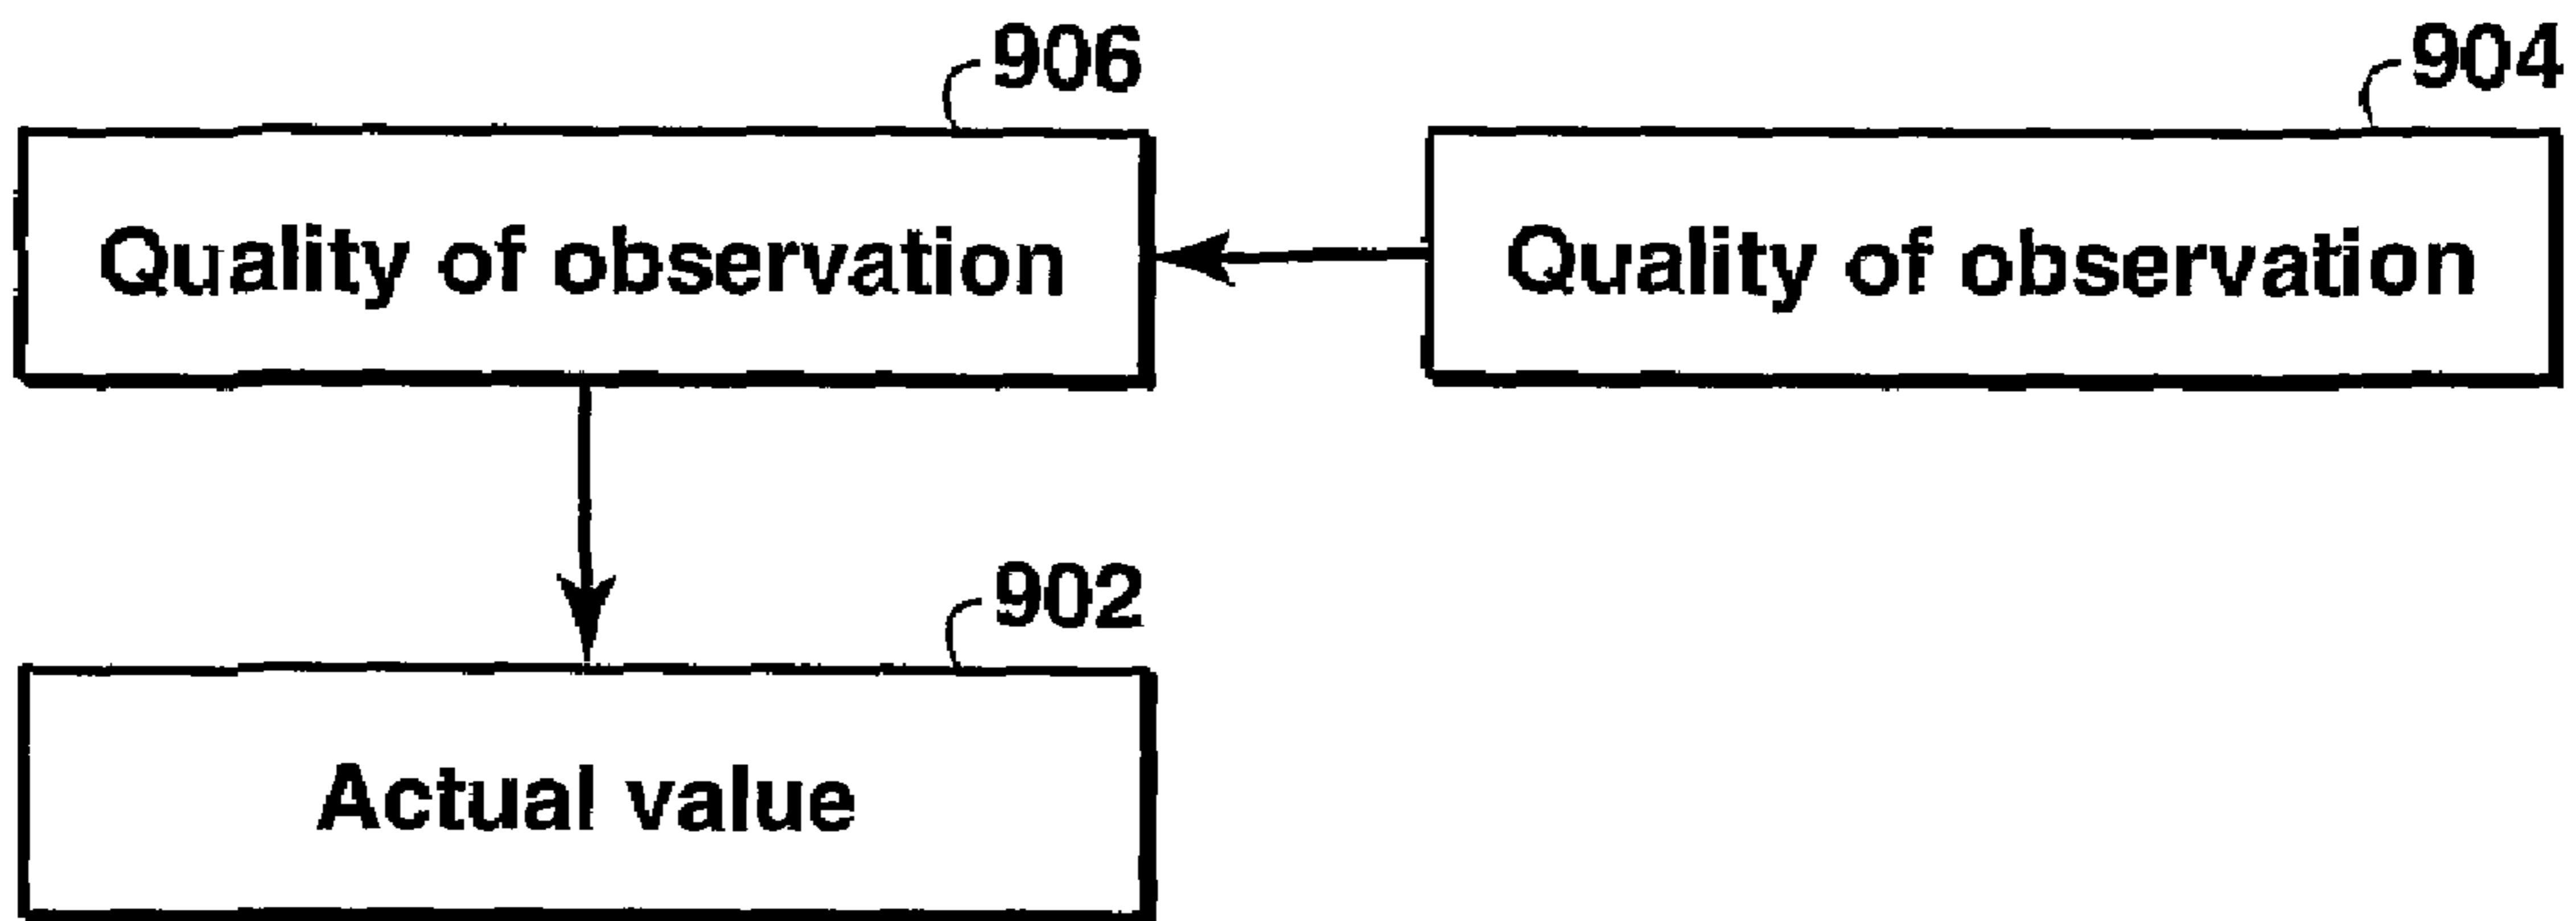 906
904
Quality of observation
Quality of observation
902
Actual value